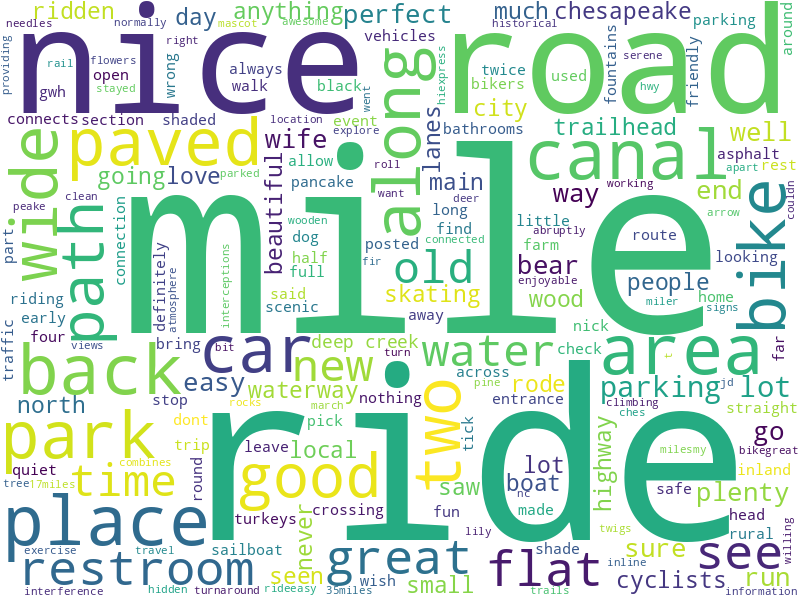 ridden
day
anything
perfect
much
chesapeake
parking
around
needles
normally
mascot
awesome
historical
providing
nice
road
rail
flowers
right
wrong
vehicles
open
gwh
always
walk
black
stayed
hiexpress
went
along
twice
bikers
used
fountains
friendly
hwy
serene
city
connects
section
shaded
location
event
explore
lanes
bathrooms
trailhead
well
asphalt
paved
wife
allow
canal
apart
rest
wide
going
love
beautiful
pancake
roll
parked
main
way
working
end
arrow
couldn
peake
clean
path
connection
mile
want
deer
long
find
little
abruptly
farm
route
bike
part
dog
wooden
half
full
posted
connected
fir
old
bear
enjoyable
looking
people
definitely
atmosphere
interceptions
said
scenic
skating
wood
miler
home
signs
riding
early
traffic
four
views
bring
bit
away
nick
far
back
car
deep creek
new
turn
water
check
area
t
easy
waterway
nothing
across
pine
rode
entrance
parking
lot
jd
north
stop
rocks
march
climbing
ches
straight
park
dont
trip
pick
ride
two
tick
highway
go
milesmy
bikegreat
quiet
leave
local
good
lot
boat
saw
nc
safe
inland
tree
17miles
combines
time
round
never
crossing
fun
made
plenty
place
turkeys
lily
twigs
head
rural
willing
restroom
sailboat
seen
wish
great
shade
flat
inline
sure
see
exercise
travel
small
cyclists
run
interference
hidden
turnaround
rideeasy
35miles
trails
information